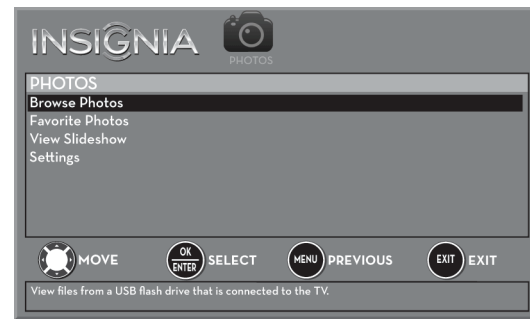 INSIGNIA
PHOTOS
PHOTOS
Browse Photos
Favorite Photos
View Slideshow
Settings
MOVE
OK ENTER SELECT
MENU PREVIOUS
EXIT EXIT
View files from a USB flash drive that is connected to the TV.